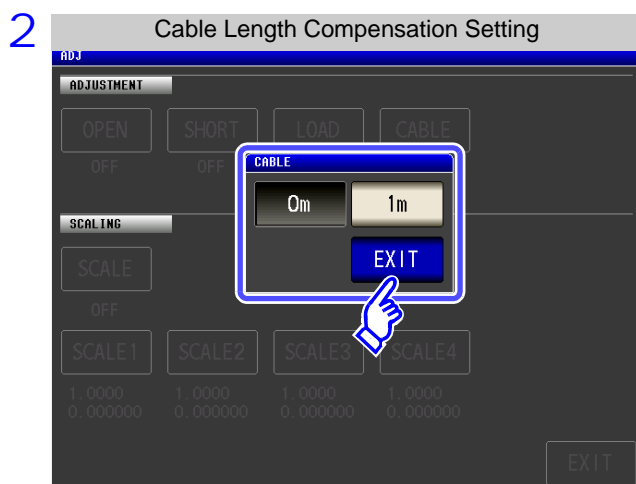 2
Cable Length Compensation Setting
ADJ
ADJUSTMENT
OPEN SHORT LOAD CABLE
OFF OFF
CABLE
0m 1m
EXIT
SCALING
SCALE
OFF
SCALE1 SCALE2 SCALE3 SCALE4
1.0000 1.0000 1.0000 1.0000
0.000000 0.000000 0.000000 0.000000
EXIT